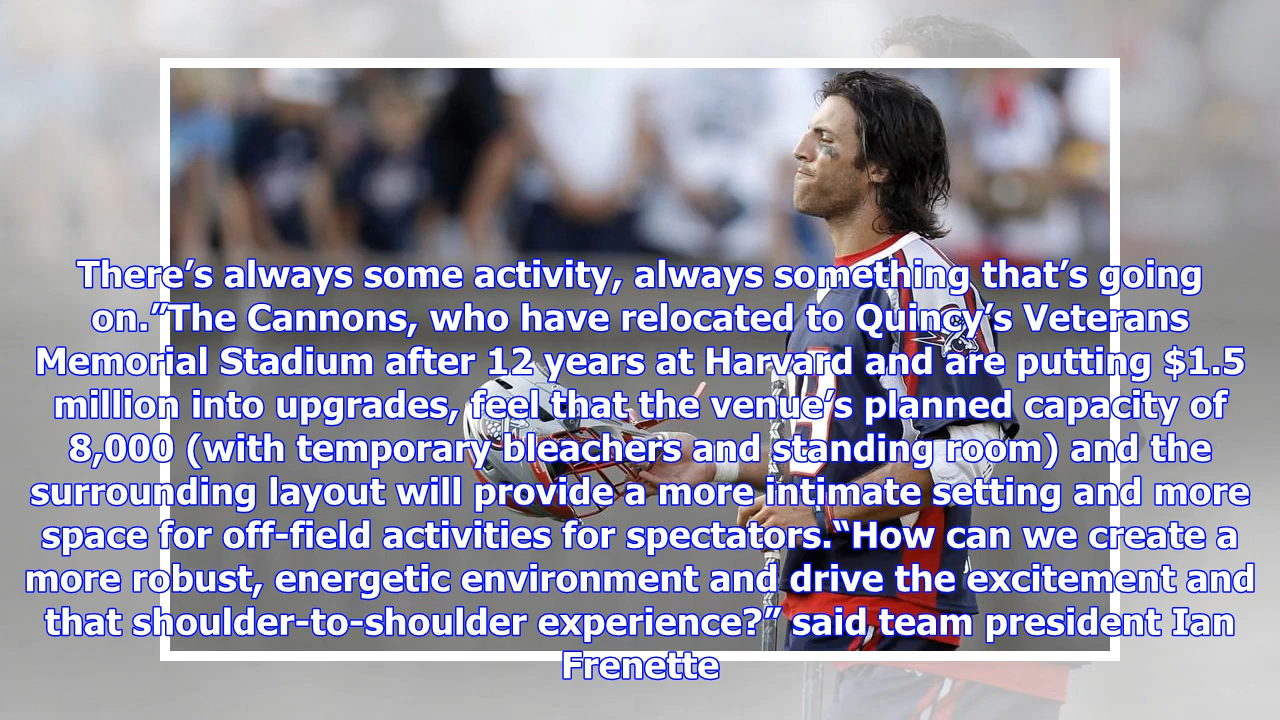 There’s always some activity, always something that’s going
on.”The Cannons, who have relocated to Quincy’s Veterans
Memorial Stadium after 12 years at Harvard and are putting $1.5
million into upgrades, feel that the venue’s planned capacity of
8,000 (with temporary bleachers and standing room) and the
surrounding layout will provide a more intimate setting and more
space for off-field activities for spectators.“How can we create a
more robust, energetic environment and drive the excitement and
that shoulder-to-shoulder experience?” said team president Ian
Frenette